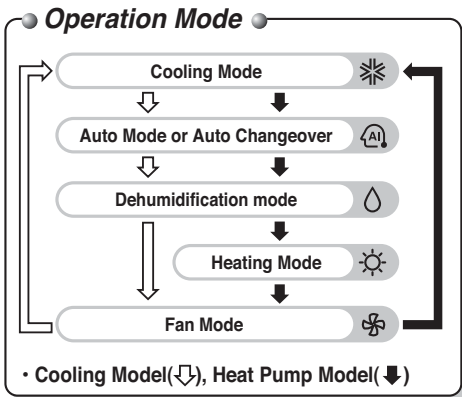 Operation Mode
Cooling Mode
Auto Mode or Auto Changeover
AI
Dehumidification mode
Heating Mode
Fan Mode
• Cooling Model(⇩), Heat Pump Model(🡇)